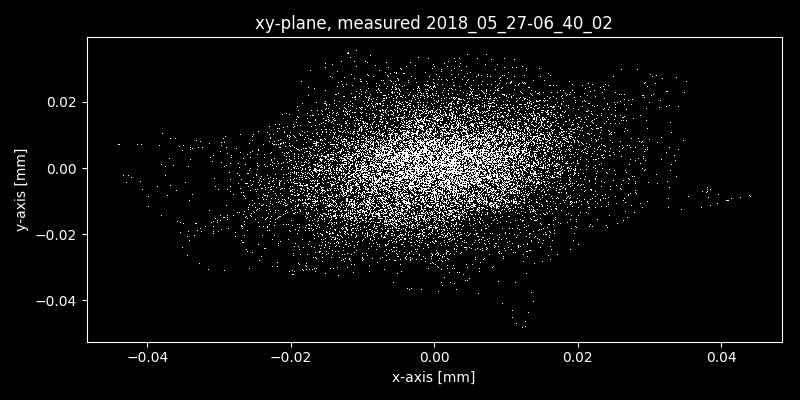 xy-plane, measured 2018_05_27-06_40_02
0.02
0.00
−0.02
−0.04
y-axis [mm]
−0.04 −0.02 0.00 0.02 0.04
x-axis [mm]